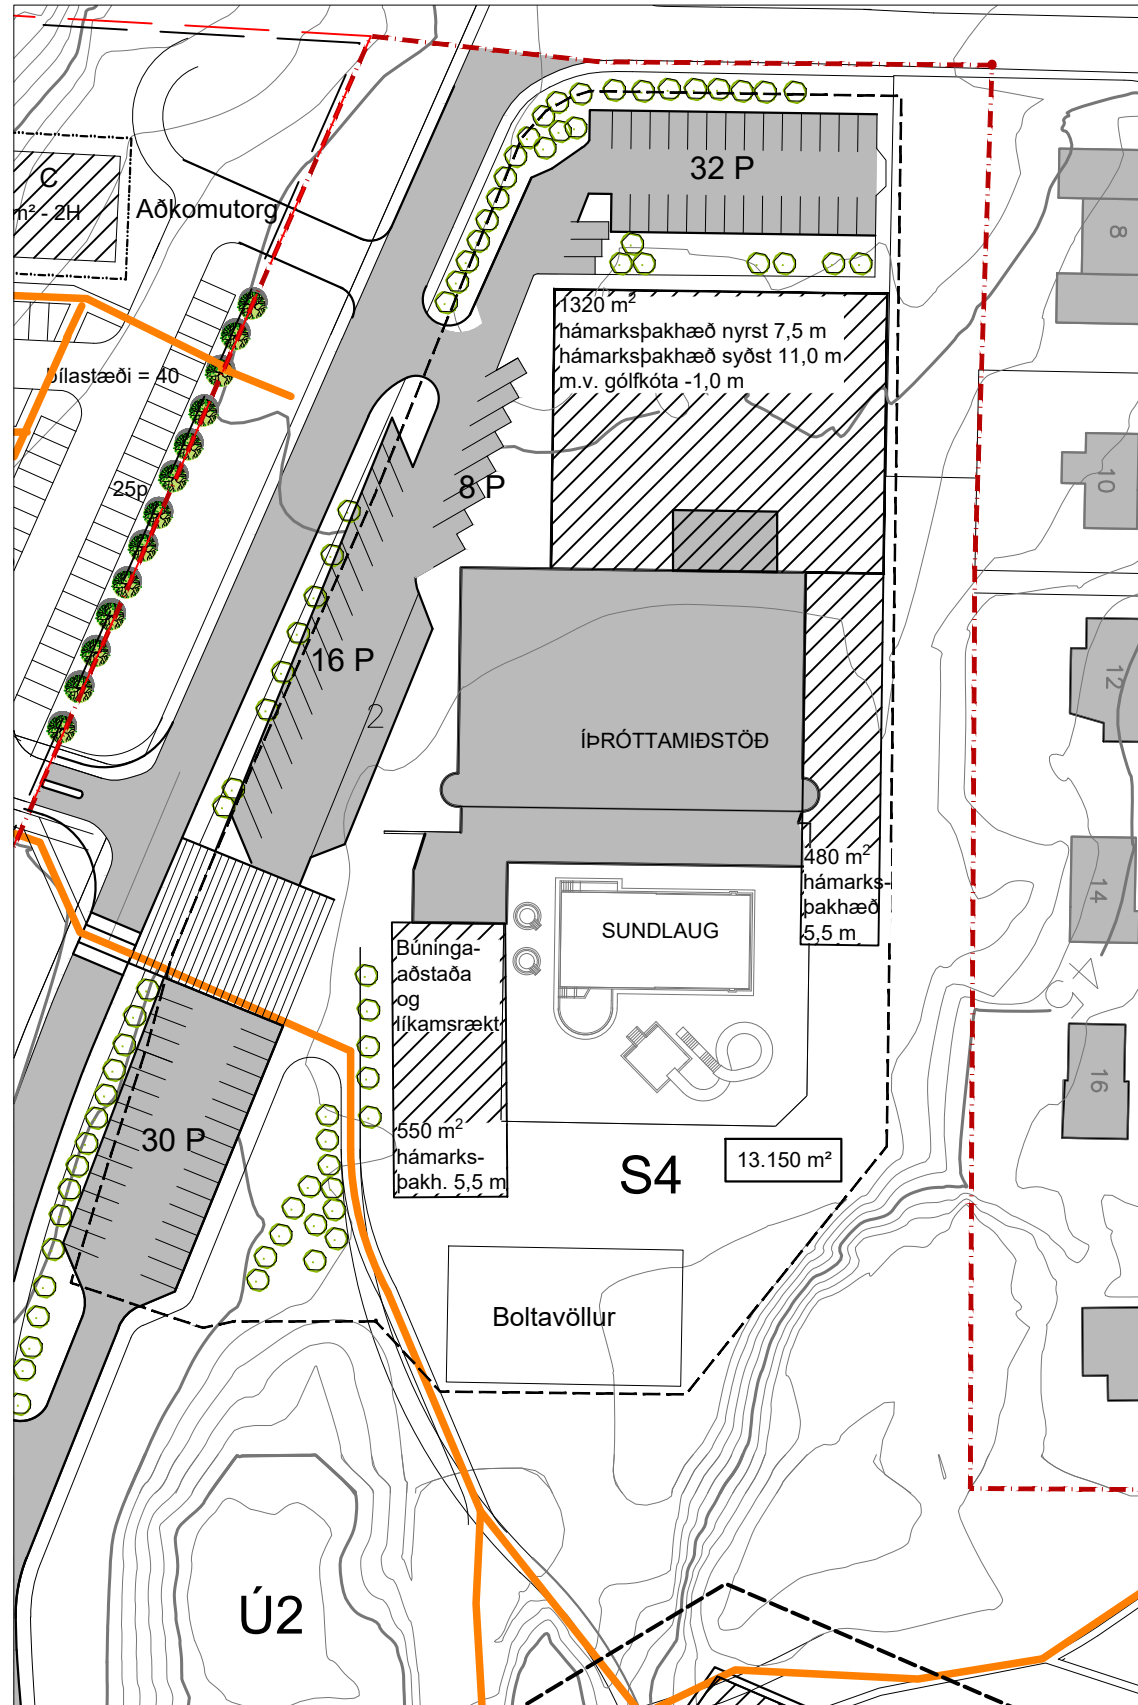 C
m² - 2H
Aðkomutorg
32 P
8
1320 m²
hámarksþakhæð nyrst 7,5 m
hámarksþakhæð syðst 11,0 m
m.v. gólfkóta -1,0 m
bílastæði = 40
25p
8 P
10
16 P
12
2
ÍÞRÓTTAMIÐSTÖÐ
480 m²
hámarks-
þakhæð
5,5 m
14
SUNDLAUG
Búninga-
aðstaða
og
líkamsrækt
16
30 P
550 m²
hámarks-
þakh. 5,5 m
S4
13.150 m²
Boltavöllur
Ú2